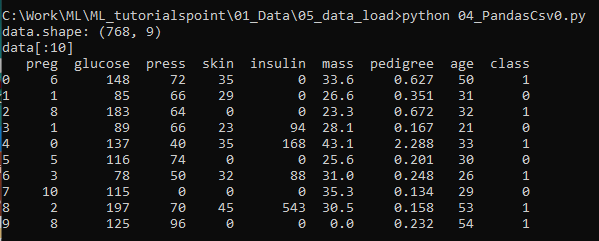 C:\Work\ML\ML_tutorialspoint\01_Data\05_data_load>python 04_PandasCsv0.py
data.shape: (768, 9)
data[:10]
   preg  glucose  press  skin  insulin  mass  pedigree  age  class
0     6      148     72    35        0  33.6     0.627   50      1
1     1       85     66    29        0  26.6     0.351   31      0
2     8      183     64     0        0  23.3     0.672   32      1
3     1       89     66    23       94  28.1     0.167   21      0
4     0      137     40    35      168  43.1     2.288   33      1
5     5      116     74     0        0  25.6     0.201   30      0
6     3       78     50    32       88  31.0     0.248   26      1
7    10      115      0     0        0  35.3     0.134   29      0
8     2      197     70    45      543  30.5     0.158   53      1
9     8      125     96     0        0   0.0     0.232   54      1